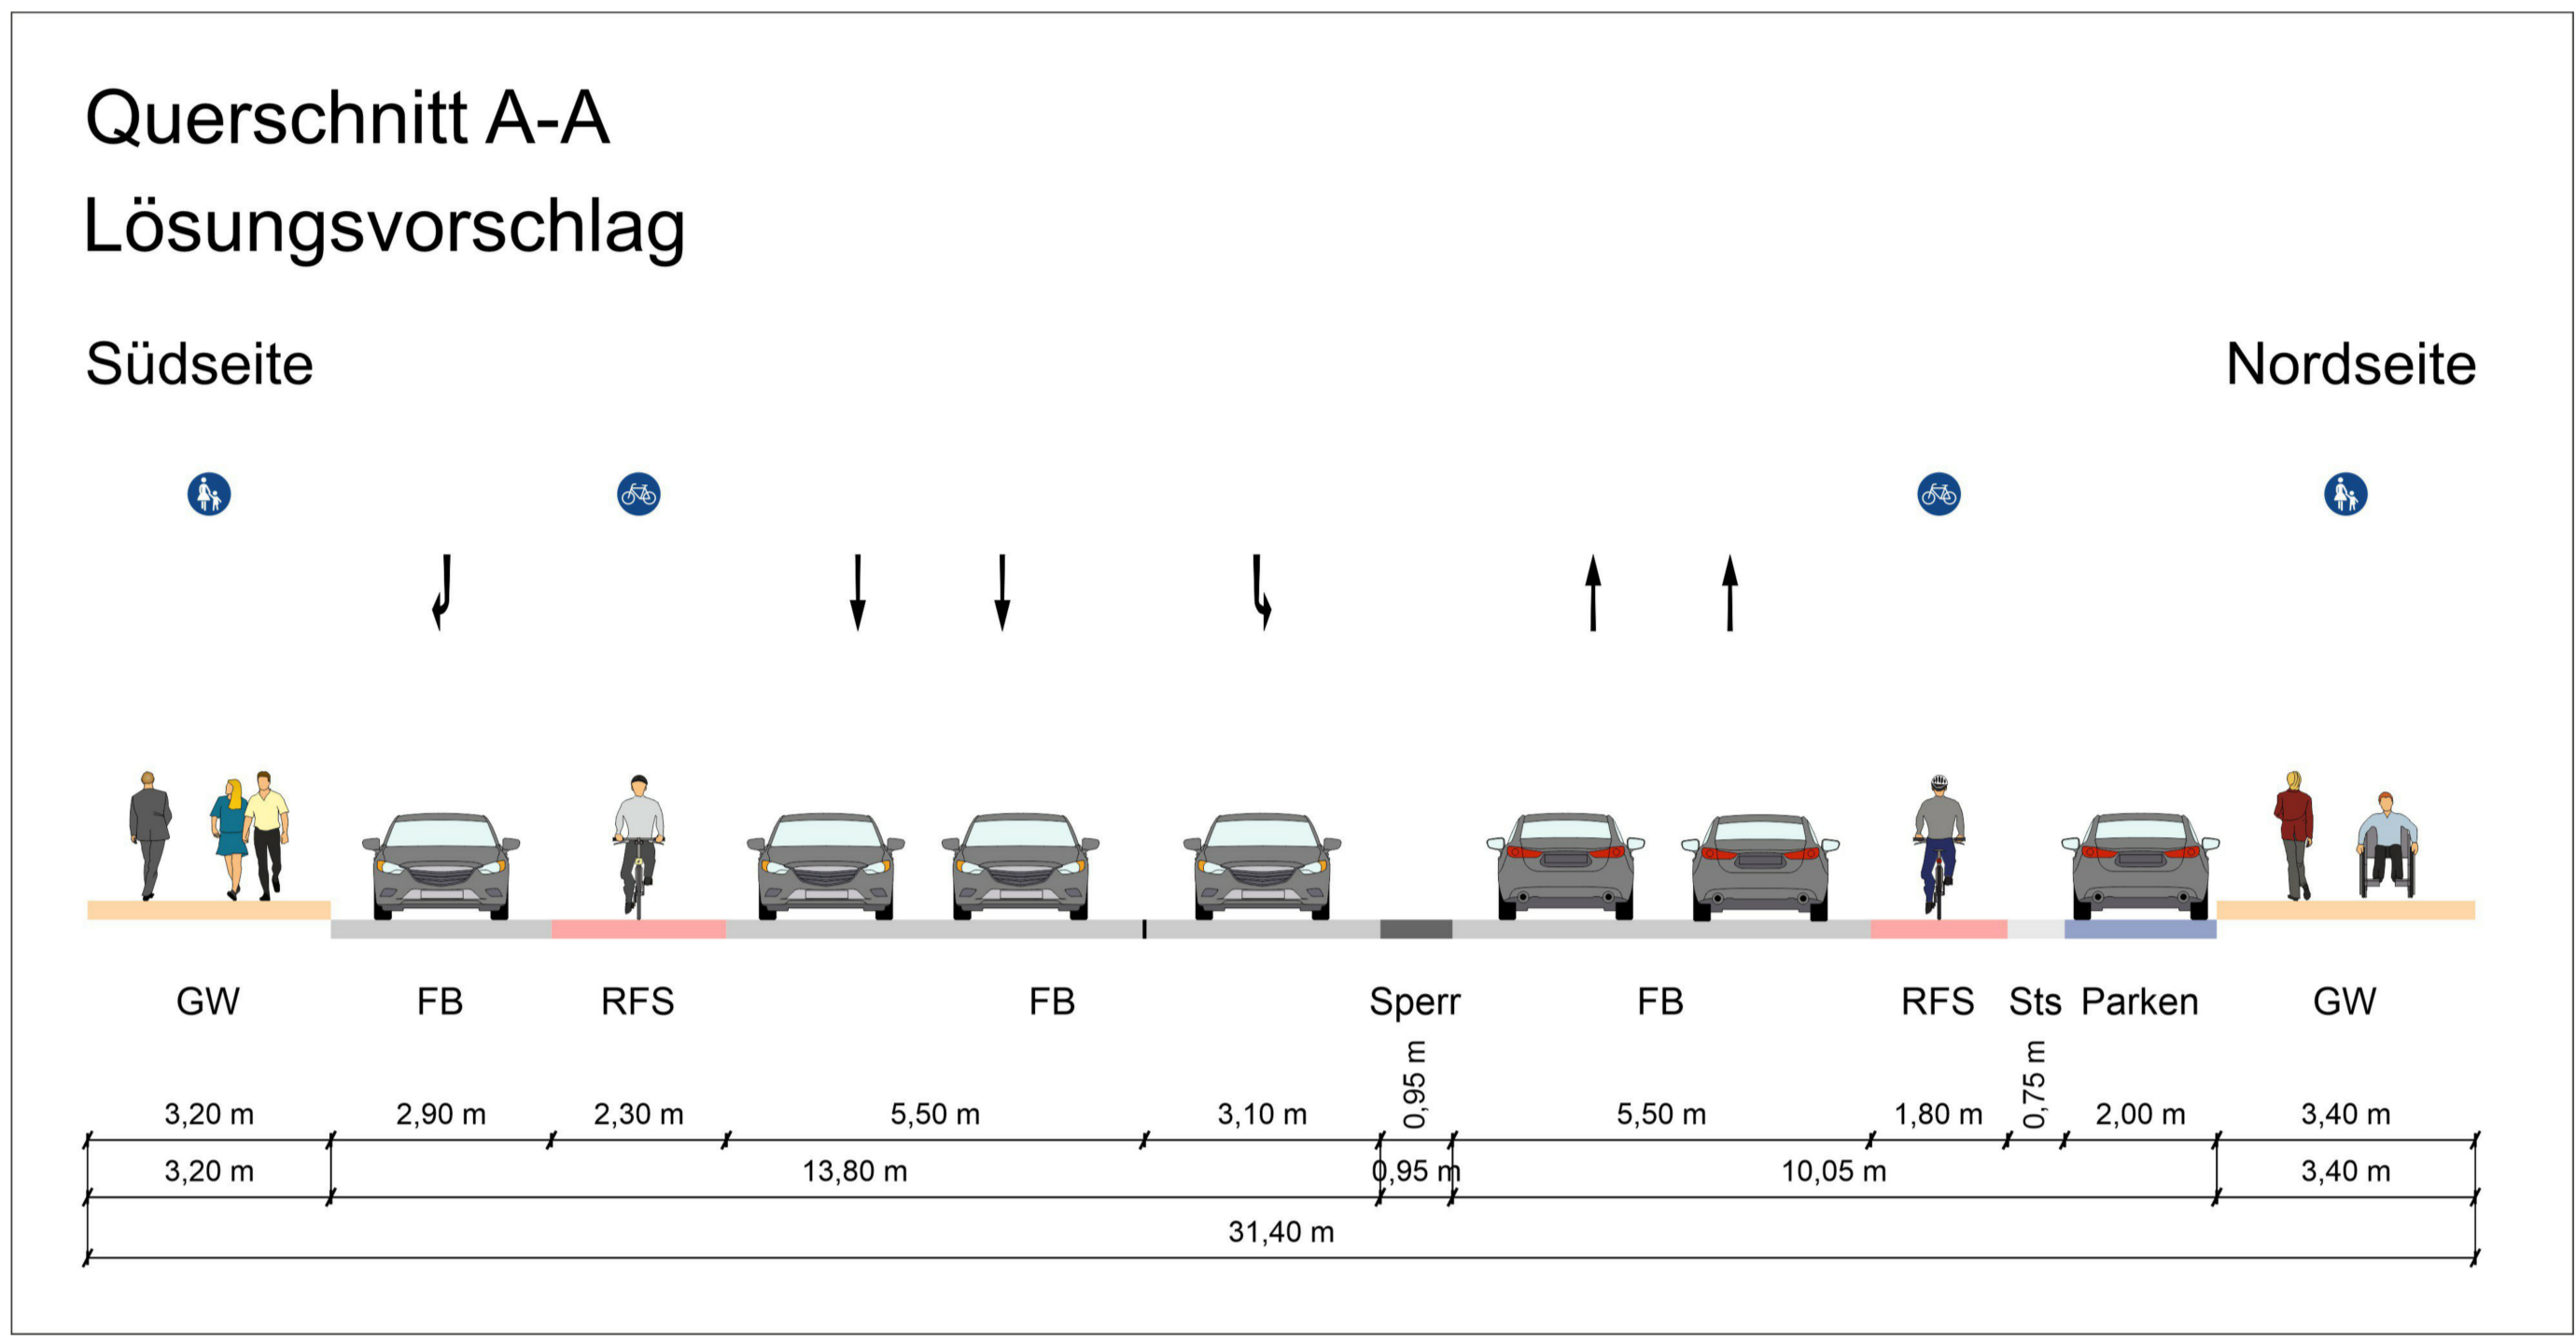 Querschnitt A-A
Lösungsvorschlag
Südseite
Nordseite
GW FB RFS FB Sperr FB RFS Sts Parken GW
3,20 m 2,90 m 2,30 m 5,50 m 3,10 m 0,95 m 5,50 m 1,80 m 0,75 m 2,00 m 3,40 m
3,20 m 13,80 m 0,95 m 10,05 m 3,40 m
31,40 m